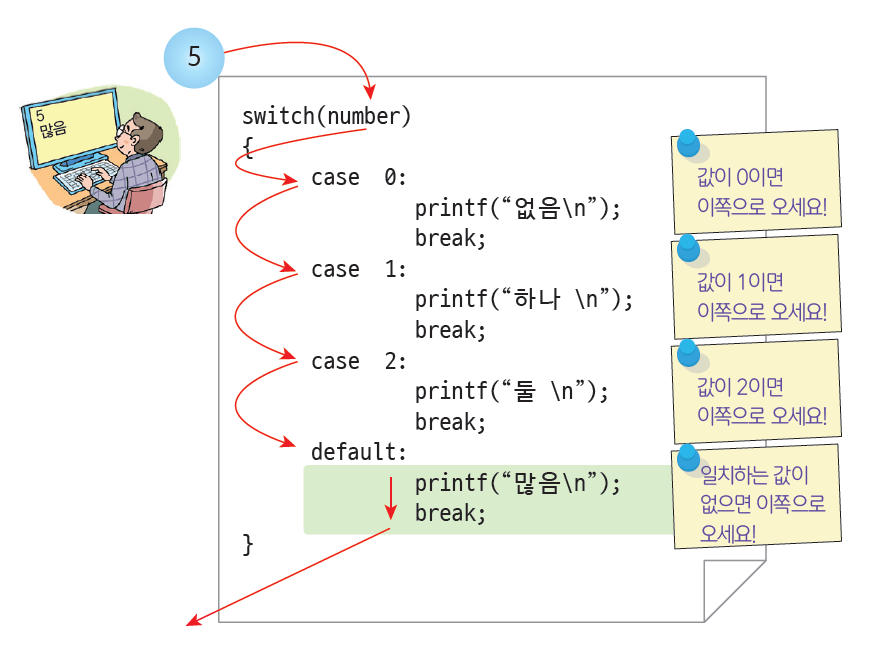 5
5
많음
switch(number)
{
case 0:
printf(“없음\n”);
break;
case 1:
printf(“하나 \n”);
break;
case 2:
printf(“둘 \n”);
break;
default:
printf(“많음\n”);
break;
}
값이 0이면
이쪽으로 오세요!
값이 1이면
이쪽으로 오세요!
값이 2이면
이쪽으로 오세요!
일치하는 값이
없으면 이쪽으로
오세요!